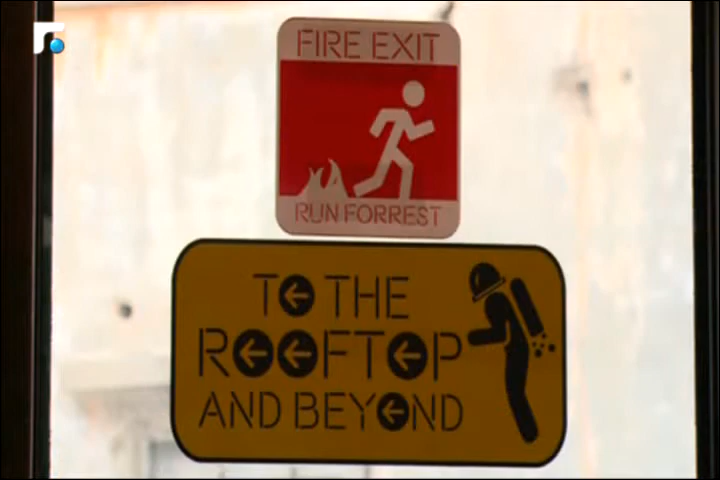 FIRE EXIT
RUN FORREST
TO THE
ROOFTOP
AND BEYOND